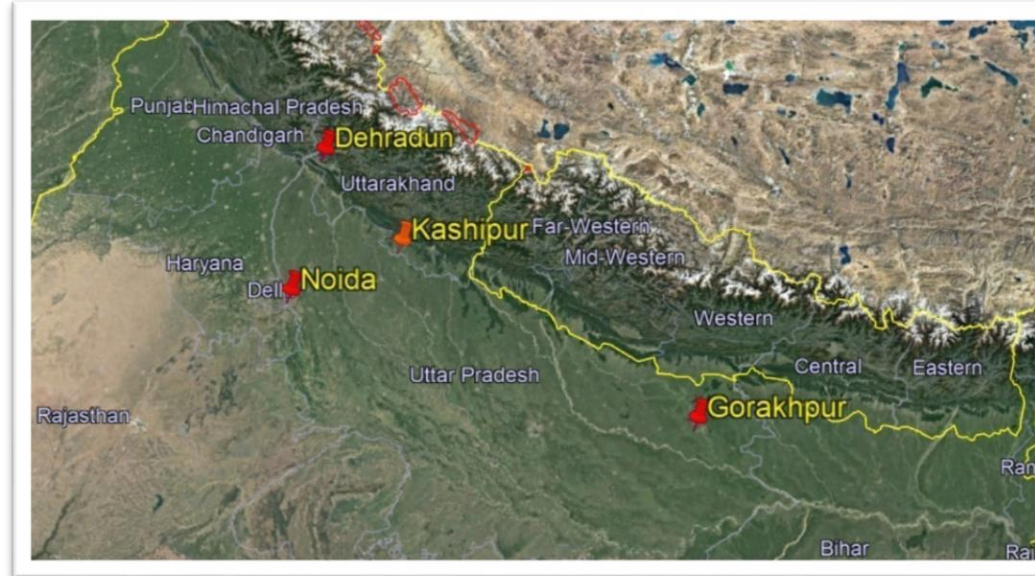 Punjab
Himachal Pradesh
Chandigarh
Dehradun
Uttarakhand
Kashipur
Far-Western
Mid-Western
Haryana
Noida
Western
Uttar Pradesh
Central
Eastern
Rajasthan
Gorakhpur
Bihar